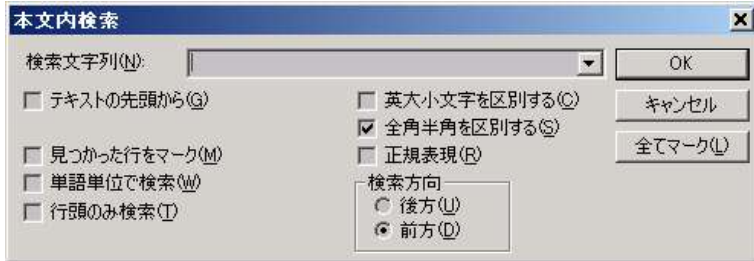 本文内検索
検索文字列(N):
OK
テキストの先頭から(G)
英大小文字を区別する(C)
キャンセル
全角半角を区別する(S)
見つかった行をマーク(M)
正規表現(R)
全てマーク(L)
単語単位で検索(W)
検索方向
行頭のみ検索(T)
後方(U)
前方(D)